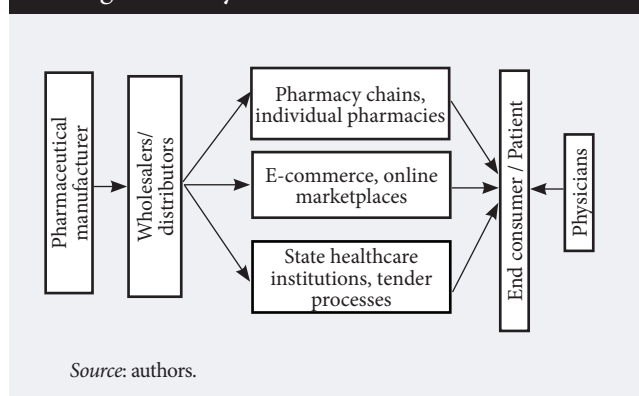 Pharmaceutical
manufacturer
Wholesalers/
distributors
Pharmacy chains,
individual pharmacies
E-commerce, online
marketplaces
State healthcare
institutions, tender
processes
End consumer / Patient
Physicians
Source: authors.